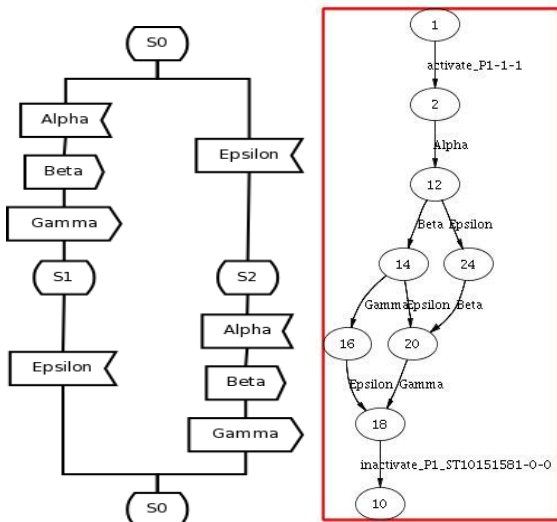 S0
Alpha
Beta
Gamma
S1
Epsilon
Epsilon
S2
Alpha
Beta
Gamma
S0
1
activate_P1-1-1
2
Alpha
12
Beta Epsilon
14 24
Gamma Epsilon Beta
16 20
Epsilon Gamma
18
inactivate_P1_ST10151581-0-0
10